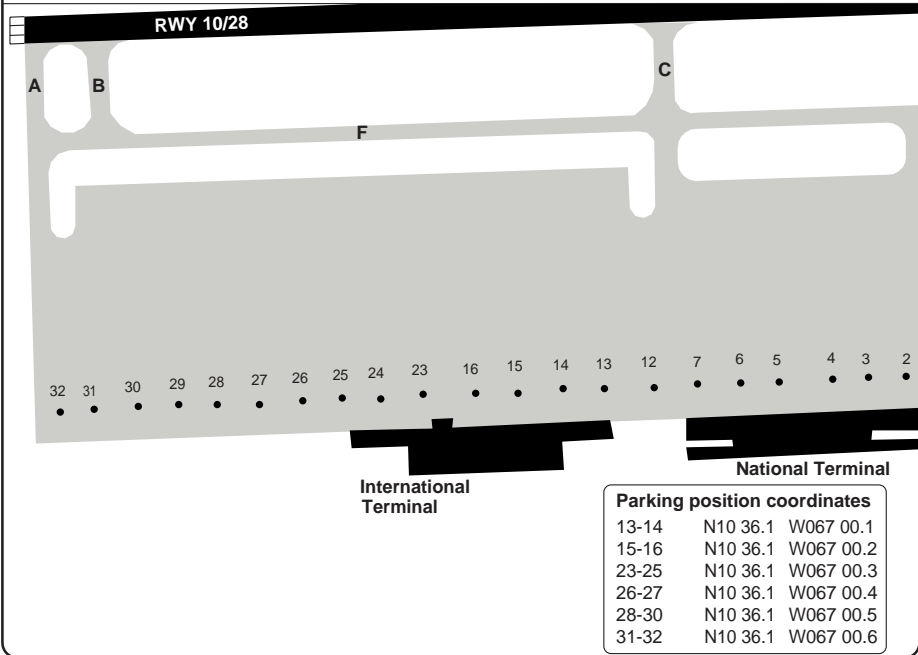 RWY 10/28
A
B
C
F
32 31 30 29 28 27 26 25 24 23 16 15 14 13 12 7 6 5 4 3 2
International
Terminal
National Terminal
Parking position coordinates
13-14 N10 36.1 W067 00.1
15-16 N10 36.1 W067 00.2
23-25 N10 36.1 W067 00.3
26-27 N10 36.1 W067 00.4
28-30 N10 36.1 W067 00.5
31-32 N10 36.1 W067 00.6